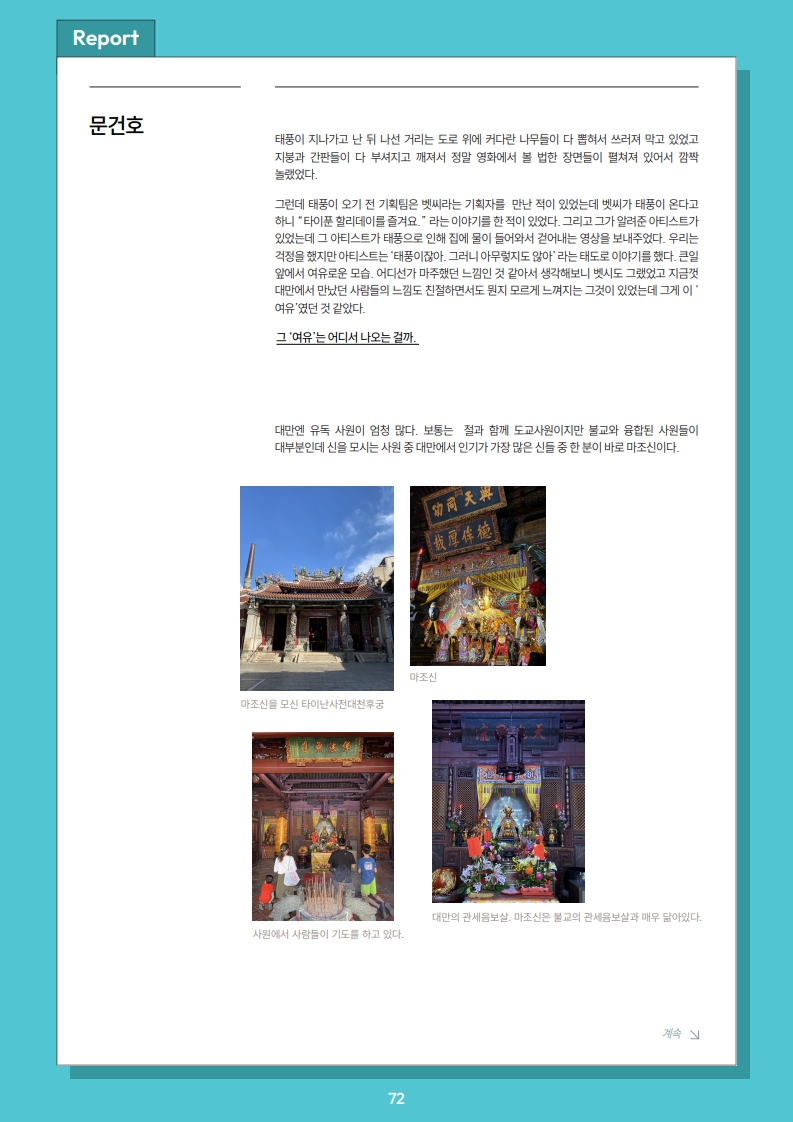 Report
문건호
태풍이 지나가고 난 뒤 나선 거리는 도로 위에 커다란 나무들이 다 뽑혀서 쓰러져 막고 있었고
지붕과 간판들이 다 부셔지고 깨져서 정말 영화에서 볼 법한 장면들이 펼쳐져 있어서 깜짝
놀랬었다.
그런데 태풍이 오기 전 기획팀은 벳씨라는 기획자를 만난 적이 있었는데 벳씨가 태풍이 온다고
하니 “타이푼 할리데이를 즐겨요.” 라는 이야기를 한 적이 있었다. 그리고 그가 알려준 아티스트가
있었는데 그 아티스트가 태풍으로 인해 집에 물이 들어와서 걷어내는 영상을 보내주었다. 우리는
걱정을 했지만 아티스트는 ‘태풍이잖아. 그러니 아무렇지도 않아’ 라는 태도로 이야기를 했다. 큰일
앞에서 여유로운 모습. 어디선가 마주했던 느낌인 것 같아서 생각해보니 벳시도 그랬었고 지금껏
대만에서 만났던 사람들의 느낌도 친절하면서도 뭔지 모르게 느껴지는 그것이 있었는데 그게 이 ‘
여유’였던 것 같았다.
그 ‘여유’는 어디서 나오는 걸까.
대만엔 유독 사원이 엄청 많다. 보통는 절과 함께 도교사원이지만 불교와 융합된 사원들이
대부분인데 신을 모시는 사원 중 대만에서 인기가 가장 많은 신들 중 한 분이 바로 마조신이다.
興天同功
德侔厚載
마조신
마조신을 모신 타이난사전대천후궁
사원에서 사람들이 기도를 하고 있다.
대만의 관세음보살. 마조신은 불교의 관세음보살과 매우 닮아있다.
계속
72